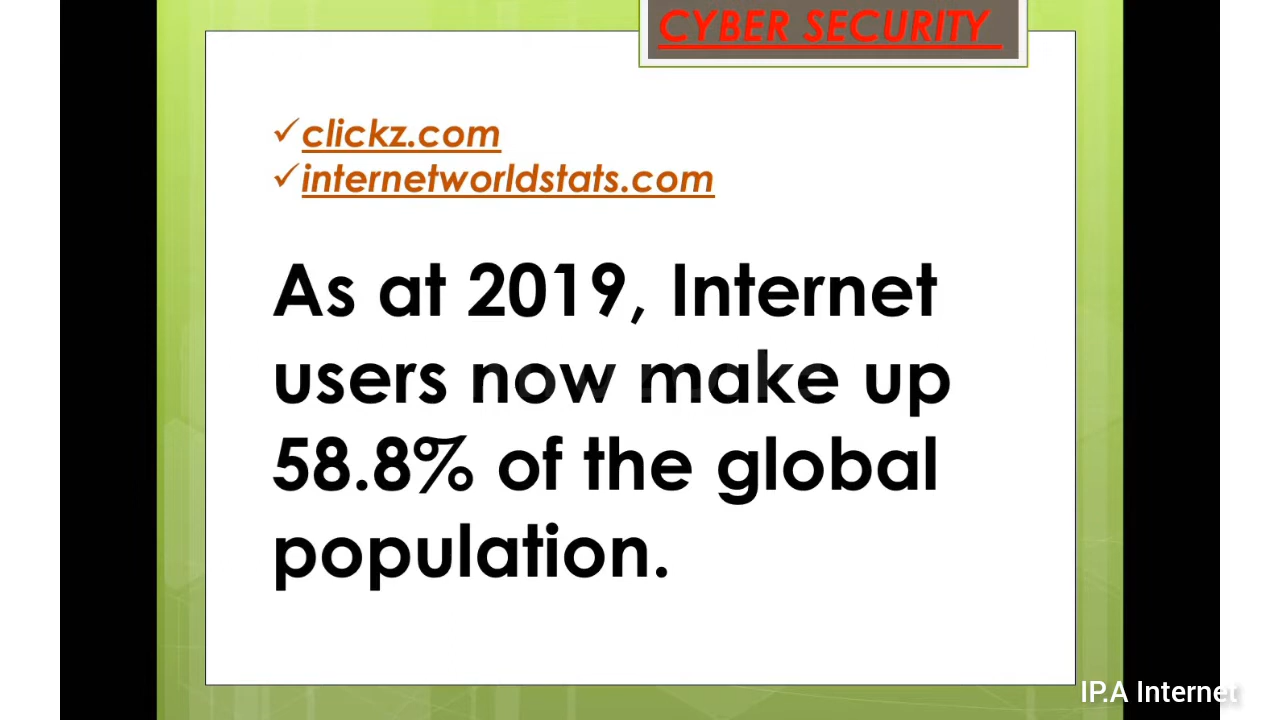 CYBER SECURITY
✓clickz.com
✓internetworldstats.com
As at 2019, Internet
users now make up
58.8% of the global
population.
IP.A Internet